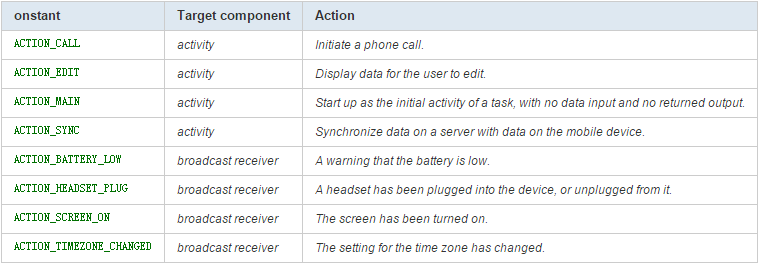 onstant Target component Action
ACTION_CALL activity Initiate a phone call.
ACTION_EDIT activity Display data for the user to edit.
ACTION_MAIN activity Start up as the initial activity of a task, with no data input and no returned output.
ACTION_SYNC activity Synchronize data on a server with data on the mobile device.
ACTION_BATTERY_LOW broadcast receiver A warning that the battery is low.
ACTION_HEADSET_PLUG broadcast receiver A headset has been plugged into the device, or unplugged from it.
ACTION_SCREEN_ON broadcast receiver The screen has been turned on.
ACTION_TIMEZONE_CHANGED broadcast receiver The setting for the time zone has changed.